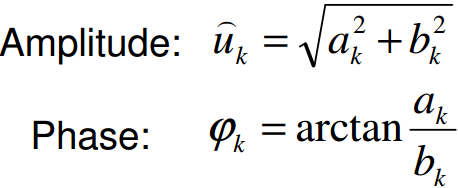 Amplitude: û_k = √(a_k² + b_k²)
Phase: φ_k = arctan a_k/b_k